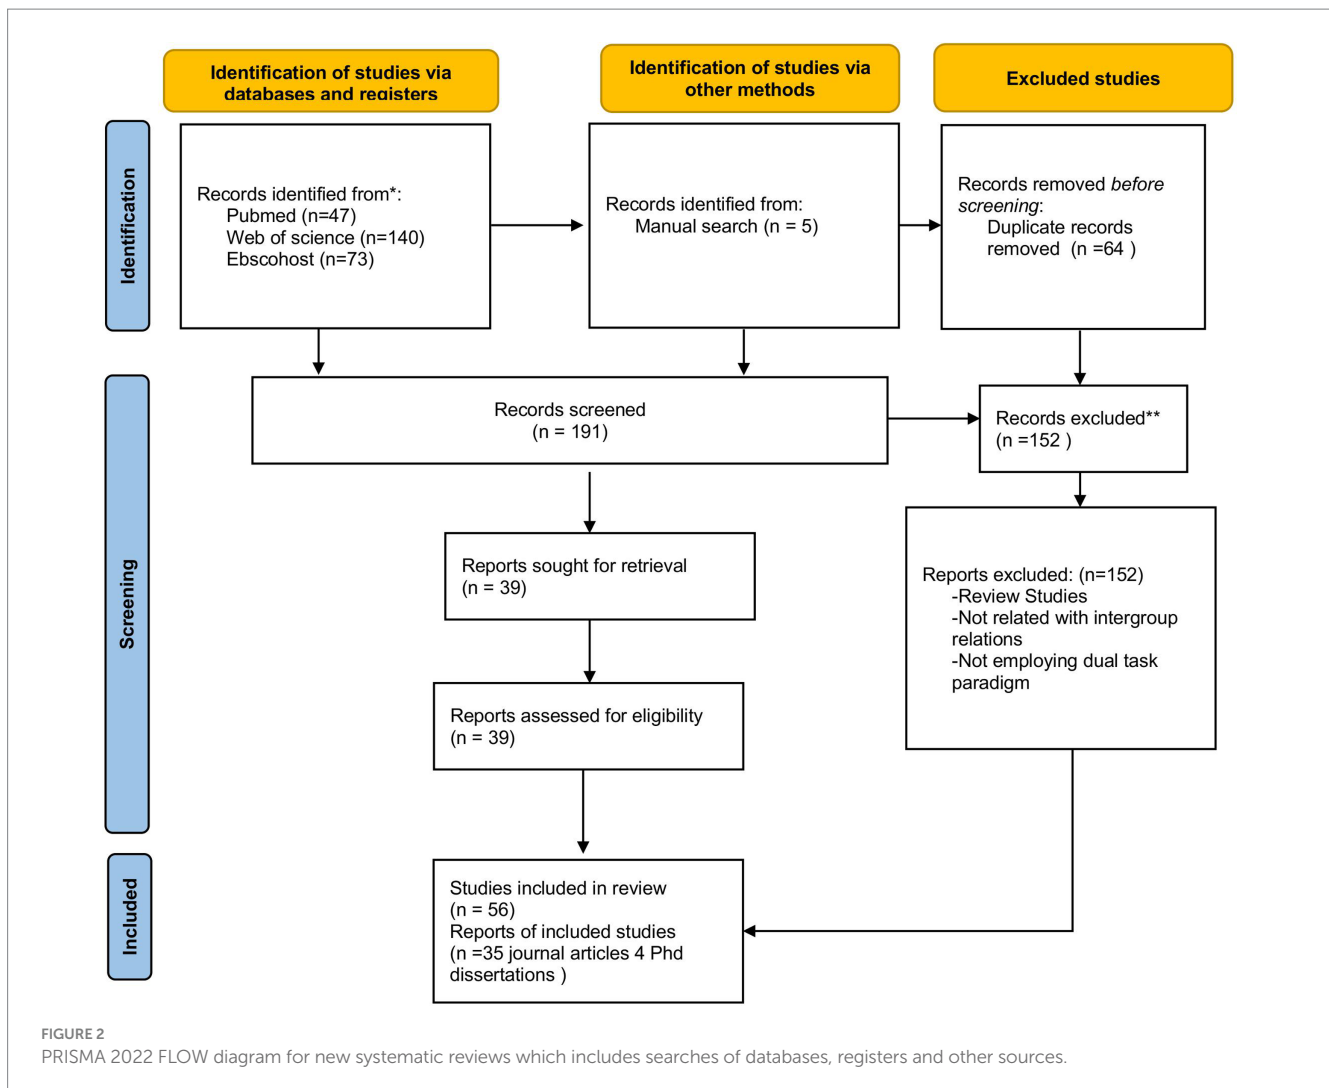 Identification of studies via
databases and registers
Identification of studies via
other methods
Excluded studies
Identification
Records identified from*:
Pubmed (n=47)
Web of science (n=140)
Ebscohost (n=73)
Records identified from:
Manual search (n = 5)
Records removed before
screening:
Duplicate records
removed (n =64 )
Screening
Records screened
(n = 191)
Records excluded**
(n =152 )
Reports sought for retrieval
(n = 39)
Reports excluded: (n=152)
-Review Studies
-Not related with intergroup
relations
-Not employing dual task
paradigm
Reports assessed for eligibility
(n = 39)
Included
Studies included in review
(n = 56)
Reports of included studies
(n =35 journal articles 4 Phd
dissertations )
FIGURE 2
PRISMA 2022 FLOW diagram for new systematic reviews which includes searches of databases, registers and other sources.